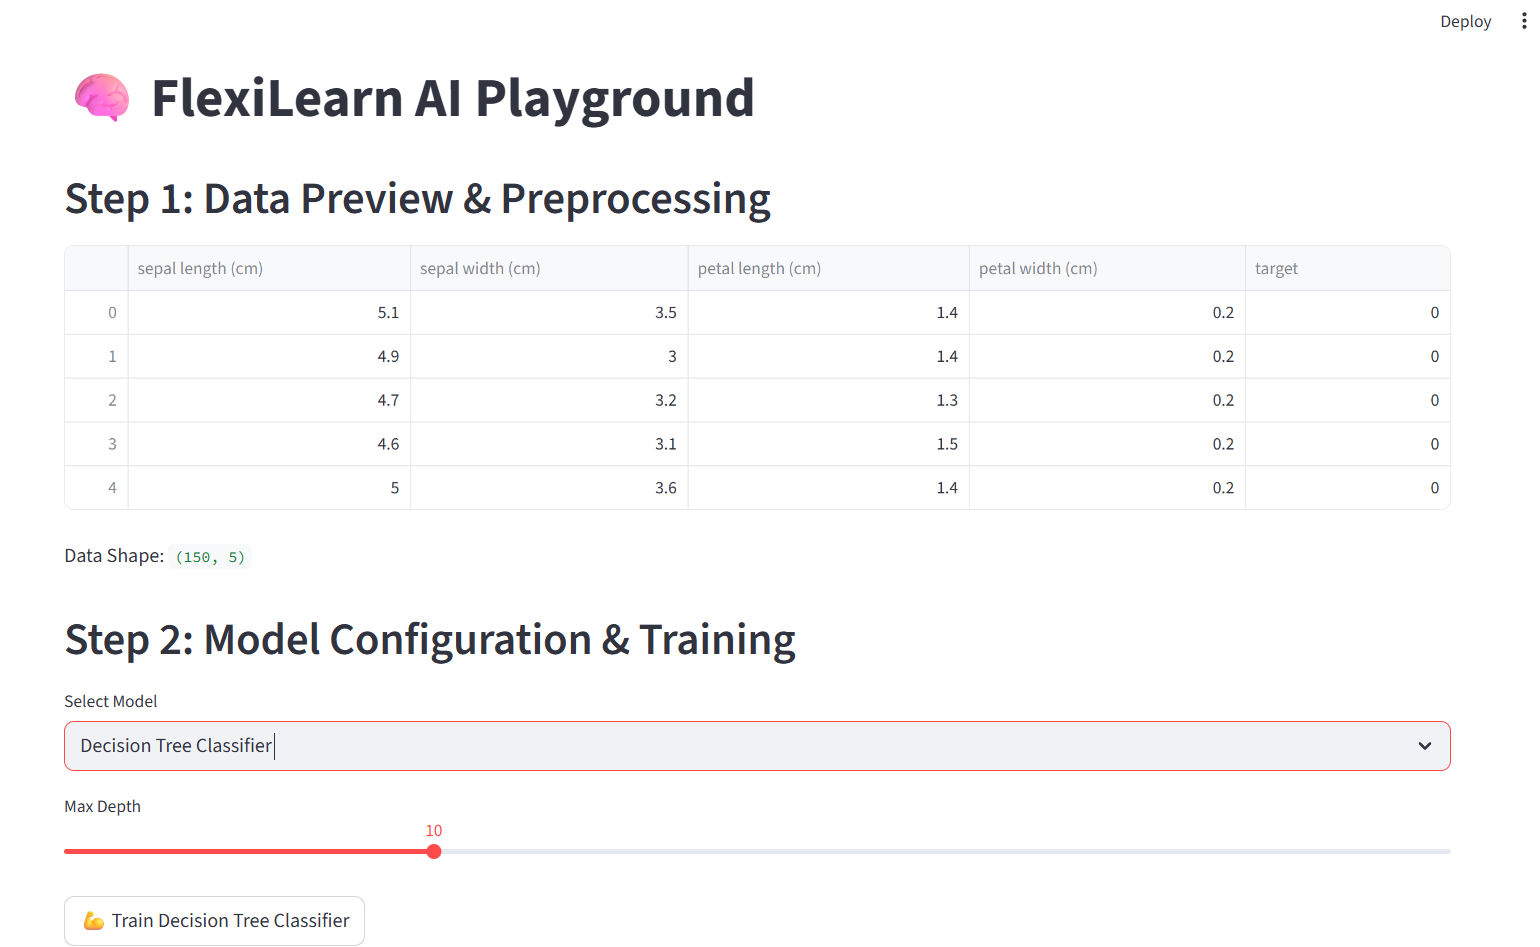 Deploy
FlexiLearn AI Playground
Step 1: Data Preview & Preprocessing
sepal length (cm) sepal width (cm) petal length (cm) petal width (cm) target
0 5.1 3.5 1.4 0.2 0
1 4.9 3 1.4 0.2 0
2 4.7 3.2 1.3 0.2 0
3 4.6 3.1 1.5 0.2 0
4 5 3.6 1.4 0.2 0
Data Shape: (150, 5)
Step 2: Model Configuration & Training
Select Model
Decision Tree Classifier
Max Depth
10
Train Decision Tree Classifier